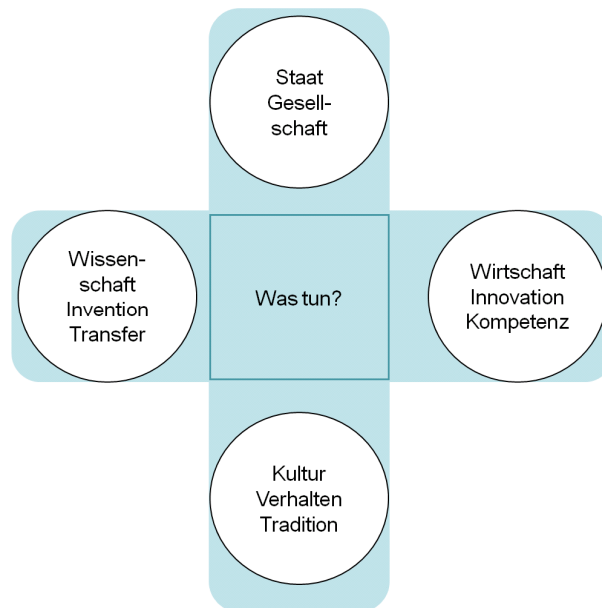 Staat
Gesell-
schaft
Wissen-
schaft
Invention
Transfer
Was tun?
Wirtschaft
Innovation
Kompetenz
Kultur
Verhalten
Tradition